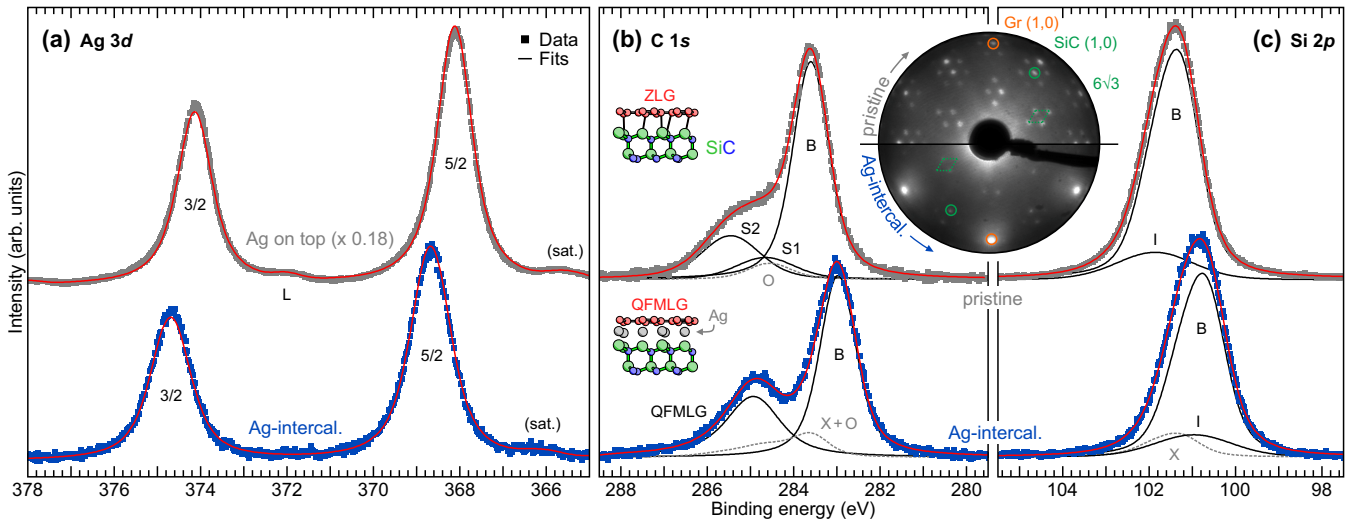 (a) Ag 3d
Data
Fits
3/2
5/2
Ag on top (x 0.18)
L
(sat.)
3/2
5/2
Ag-intercal.
(sat.)
Intensity (arb. units)
378 376 374 372 370 368 366
(b) C 1s
ZLG
SiC
B
S2
S1
O
QFMLG
Ag
B
QFMLG
X+O
Ag-intercal.
pristine
288 286 284 282 280
Binding energy (eV)
pristine
Ag-intercal.
Gr (1,0)
SiC (1,0)
6√3
(c) Si 2p
B
I
B
I
X
104 102 100 98